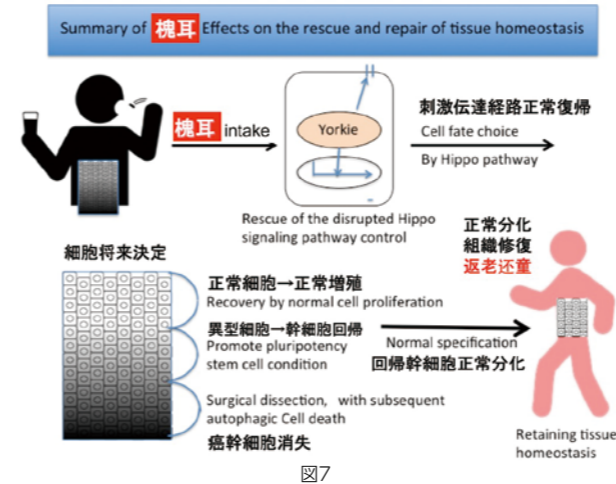 Summary of 槐耳 Effects on the rescue and repair of tissue homeostasis
槐耳 intake
Yorkie
刺激伝達経路正常復帰
Cell fate choice
By Hippo pathway
Rescue of the disrupted Hippo
signaling pathway control
正常分化
組織修復
返老还童
細胞将来決定
正常細胞→正常増殖
Recovery by normal cell proliferation
異型細胞→幹細胞回帰
Promote pluripotency
stem cell condition
Normal specification
回帰幹細胞正常分化
Surgical dissection, with subsequent
autophagic Cell death
癌幹細胞消失
Retaining tissue
homeostasis
図7